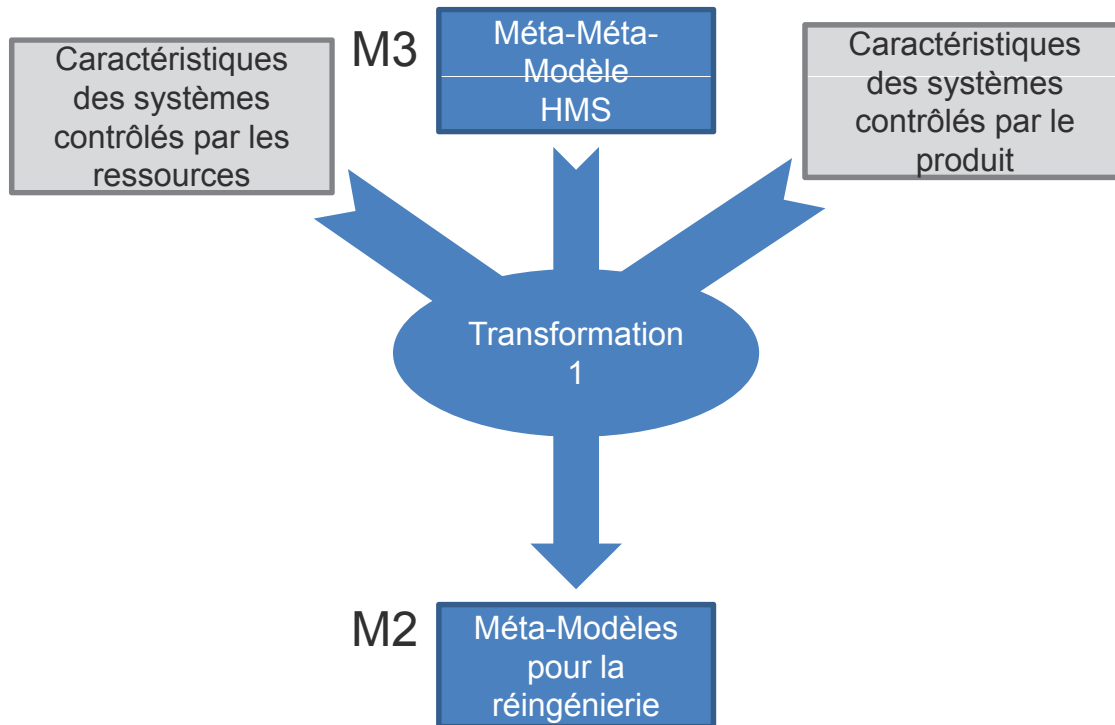 Caractéristiques
des systèmes
contrôlés par les
ressources
M3
Méta-Méta-
Modèle
HMS
Caractéristiques
des systèmes
contrôlés par le
produit
Transformation
1
M2
Méta-Modèles
pour la
réingénierie